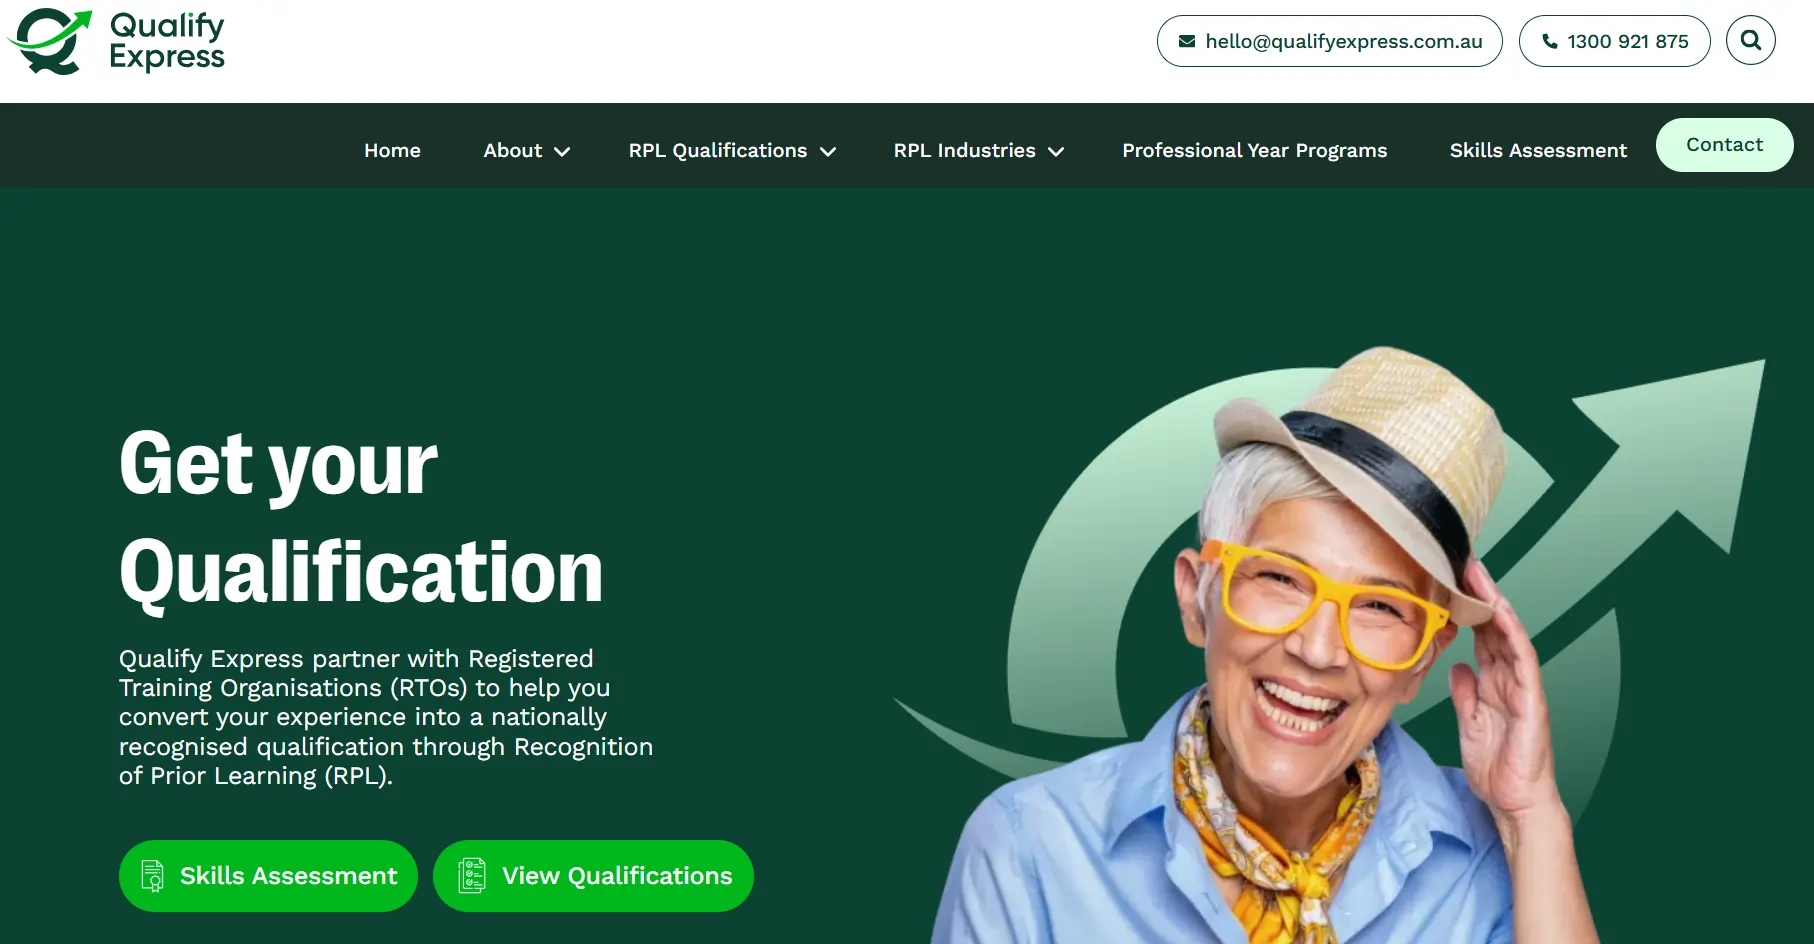 Qualify
Express
hello@qualifyexpress.com.au
1300 921 875
Home
About
RPL Qualifications
RPL Industries
Professional Year Programs
Skills Assessment
Contact
Get your
Qualification
Qualify Express partner with Registered
Training Organisations (RTOs) to help you
convert your experience into a nationally
recognised qualification through Recognition
of Prior Learning (RPL).
Skills Assessment
View Qualifications